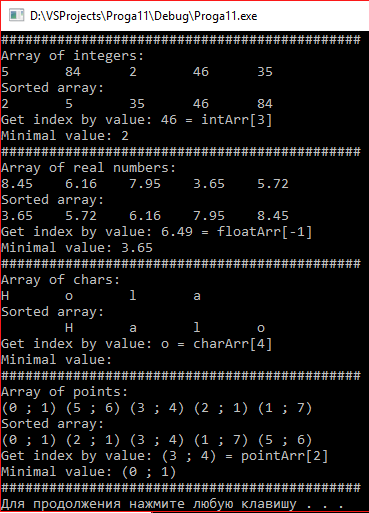 D:\VSProjects\Proga11\Debug\Proga11.exe
#############################################
Array of integers:
5 84 2 46 35
Sorted array:
2 5 35 46 84
Get index by value: 46 = intArr[3]
Minimal value: 2
#############################################
Array of real numbers:
8.45 6.16 7.95 3.65 5.72
Sorted array:
3.65 5.72 6.16 7.95 8.45
Get index by value: 6.49 = floatArr[-1]
Minimal value: 3.65
#############################################
Array of chars:
H o l a
Sorted array:
H a l o
Get index by value: o = charArr[4]
Minimal value:
#############################################
Array of points:
(0 ; 1) (5 ; 6) (3 ; 4) (2 ; 1) (1 ; 7)
Sorted array:
(0 ; 1) (2 ; 1) (3 ; 4) (1 ; 7) (5 ; 6)
Get index by value: (3 ; 4) = pointArr[2]
Minimal value: (0 ; 1)
#############################################
Для продолжения нажмите любую клавишу . . .